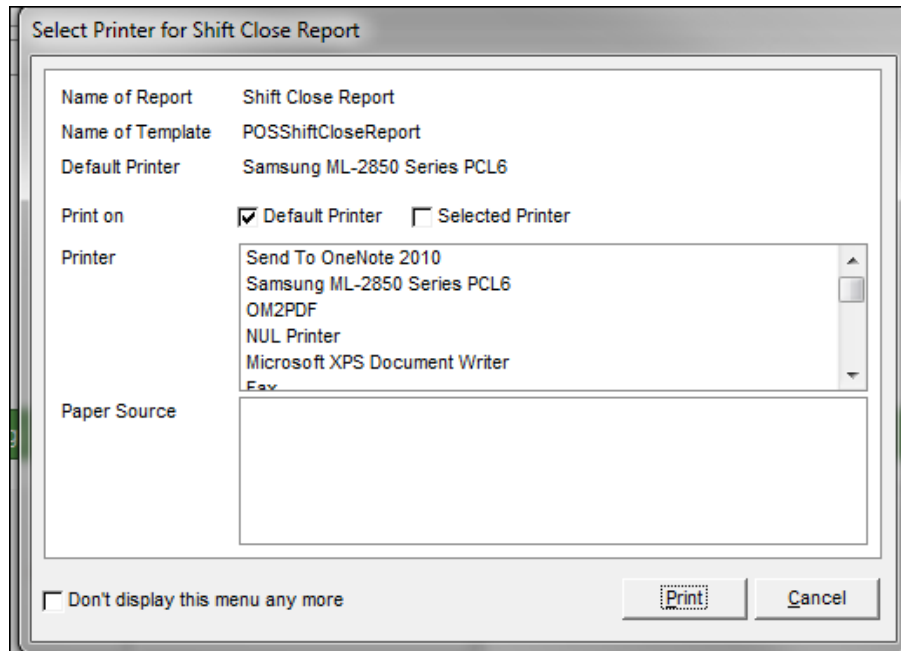 Select Printer for Shift Close Report
Name of Report Shift Close Report
Name of Template POSShiftCloseReport
Default Printer Samsung ML-2850 Series PCL6
Print on Default Printer Selected Printer
Printer Send To OneNote 2010
Samsung ML-2850 Series PCL6
OM2PDF
NUL Printer
Microsoft XPS Document Writer
Fax
Paper Source
Don't display this menu any more Print Cancel